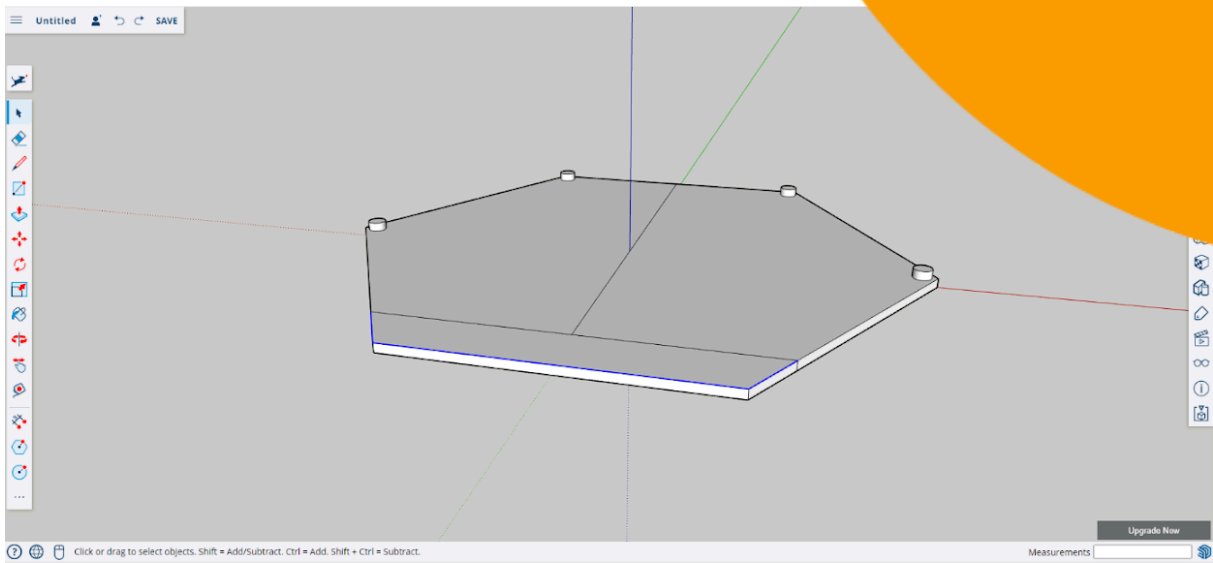 Untitled SAVE
Upgrade Now
Click or drag to select objects. Shift = Add/Subtract. Ctrl = Add. Shift + Ctrl = Subtract.
Measurements